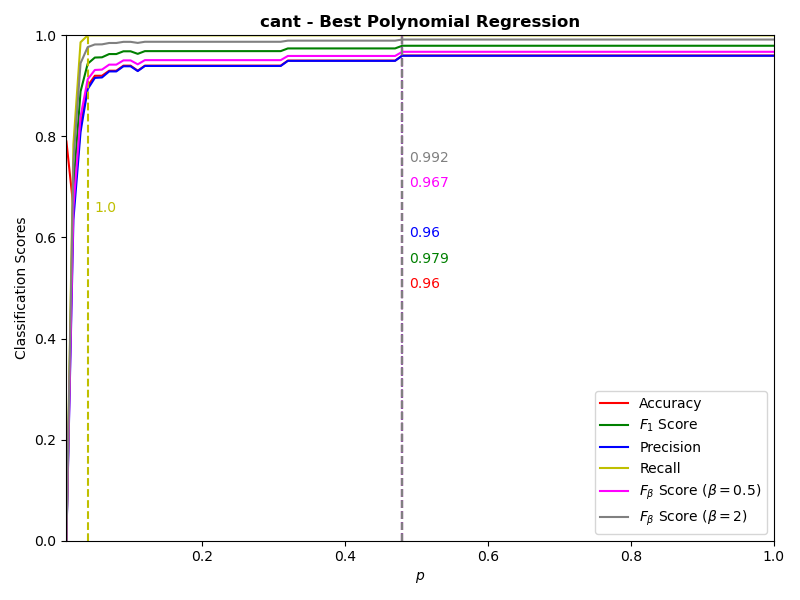 cant - Best Polynomial Regression
Classification Scores
1.0
0.8
0.6
0.4
0.2
0.0
0.992
0.967
1.0
0.96
0.979
0.96
Accuracy
F₁ Score
Precision
Recall
Fᵦ Score (β = 0.5)
Fᵦ Score (β = 2)
0.2 0.4 0.6 0.8 1.0
p